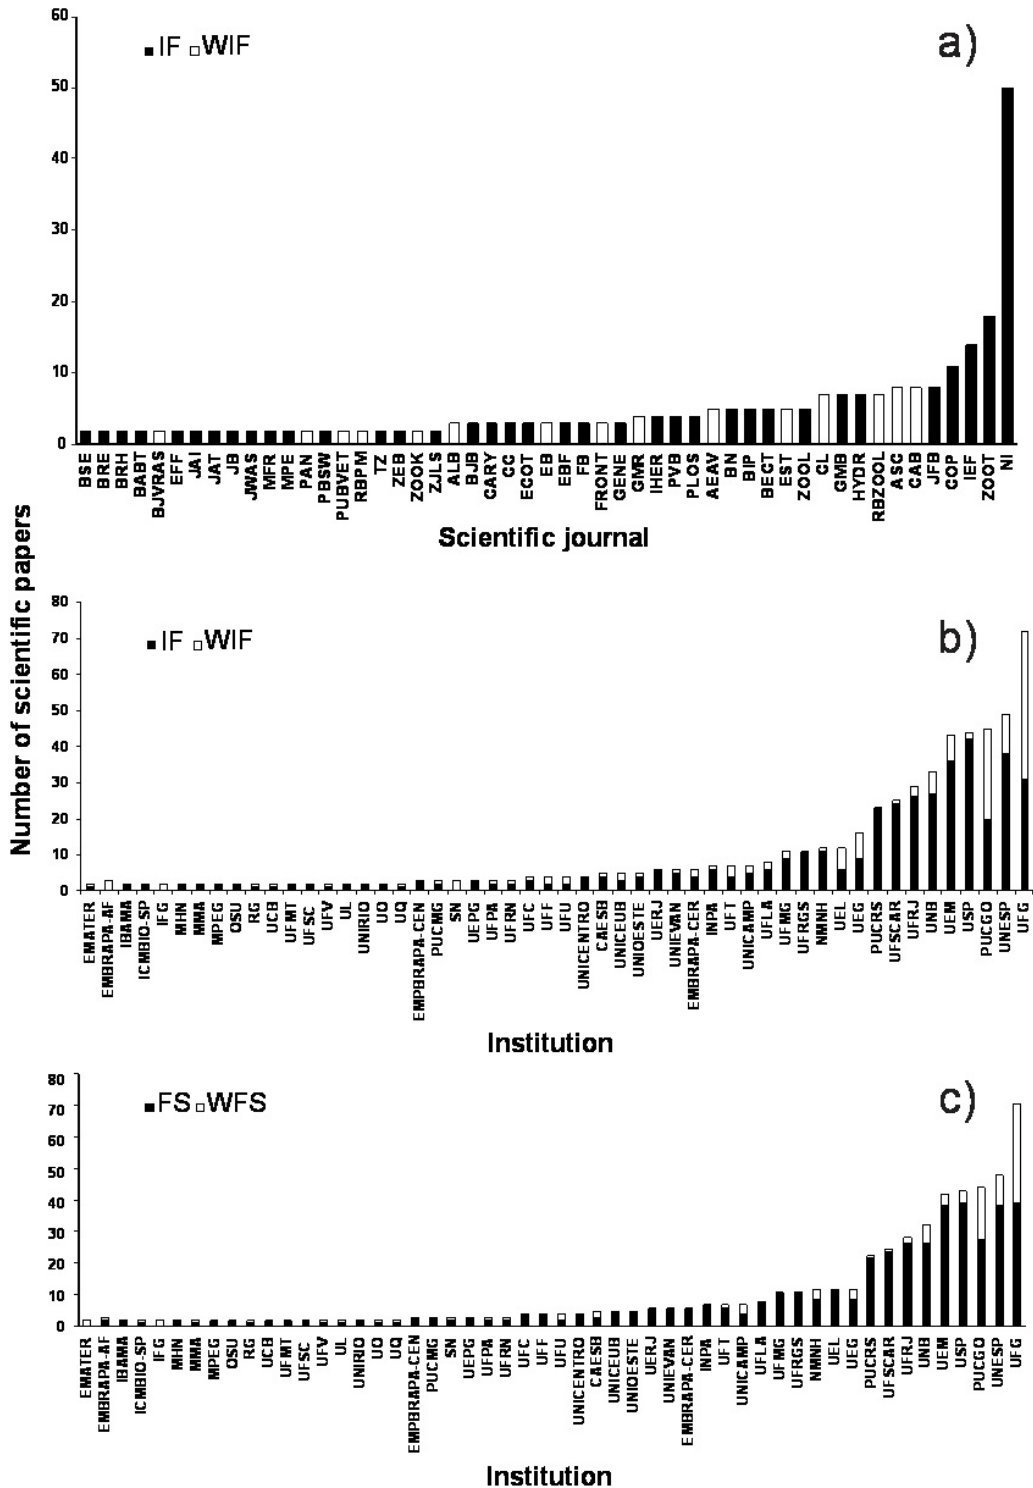 Number of scientific papers
a)
IF WIF
60
50
40
30
20
10
0
BSE BRE BRH BABT BJVRAS EFF JAI JAT JB JWAS MFR MPE PAN PBSW PUBVET RBPM TZ ZEB ZOOK ZJLS ALB BJB CARY CC ECOT EB EBF FB FRONT GENE GMR IHER PVB PLOS AEAV BN BIP BECT EST ZOOL CL GMB HYDR RBZOOL ASC CAB JFB COP IEF ZOOT NI
Scientific journal
b)
IF WIF
80
70
60
50
40
30
20
10
0
EMATER EMBRAPA-AF IBAMA ICMBIO-SP IFG MHN MMA MPEG OSU RG UCB UFMT UFSC UFV UL UNIRIO UO UQ EMPBRAPA-CEN PUCMG SN UEPG UFPA UFRN UFC UFF UFU UNICENTRO CAESB UNICEUB UNIOESTE UERJ UNIEVAN EMBRAPA-CER INPA UFT UNICAMP UFLA UFMG UFRGS NMNH UEL UEG PUCRS UFSCAR UFRJ UNB UEM USP PUCGO UNESP UFG
Institution
c)
FS WFS
80
70
60
50
40
30
20
10
0
EMATER EMBRAPA-AF IBAMA ICMBIO-SP IFG MHN MMA MPEG OSU RG UCB UFMT UFSC UFV UL UNIRIO UO UQ EMPBRAPA-CEN PUCMG SN UEPG UFPA UFRN UFC UFF UFU UNICENTRO CAESB UNICEUB UNIOESTE UERJ UNIEVAN EMBRAPA-CER INPA UFT UNICAMP UFLA UFMG UFRGS NMNH UEL UEG PUCRS UFSCAR UFRJ UNB UEM USP PUCGO UNESP UFG
Institution